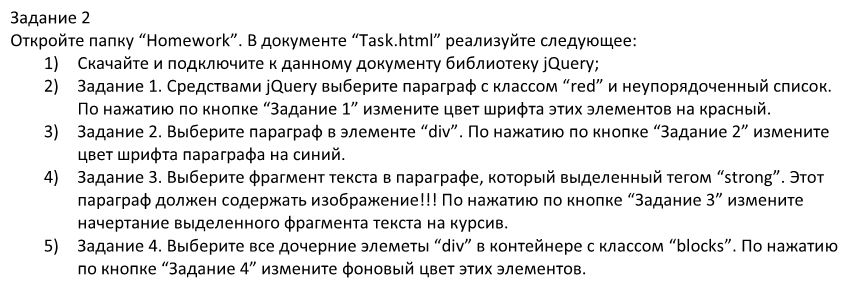 Задание 2
Откройте папку “Homework”. В документе “Task.html” реализуйте следующее:
1) Скачайте и подключите к данному документу библиотеку jQuery;
2) Задание 1. Средствами jQuery выберите параграф с классом “red” и неупорядоченный список.
По нажатию по кнопке “Задание 1” измените цвет шрифта этих элементов на красный.
3) Задание 2. Выберите параграф в элементе “div”. По нажатию по кнопке “Задание 2” измените
цвет шрифта параграфа на синий.
4) Задание 3. Выберите фрагмент текста в параграфе, который выделенный тегом “strong”. Этот
параграф должен содержать изображение!!! По нажатию по кнопке “Задание 3” измените
начертание выделенного фрагмента текста на курсив.
5) Задание 4. Выберите все дочерние элеметы “div” в контейнере с классом “blocks”. По нажатию
по кнопке “Задание 4” измените фоновый цвет этих элементов.